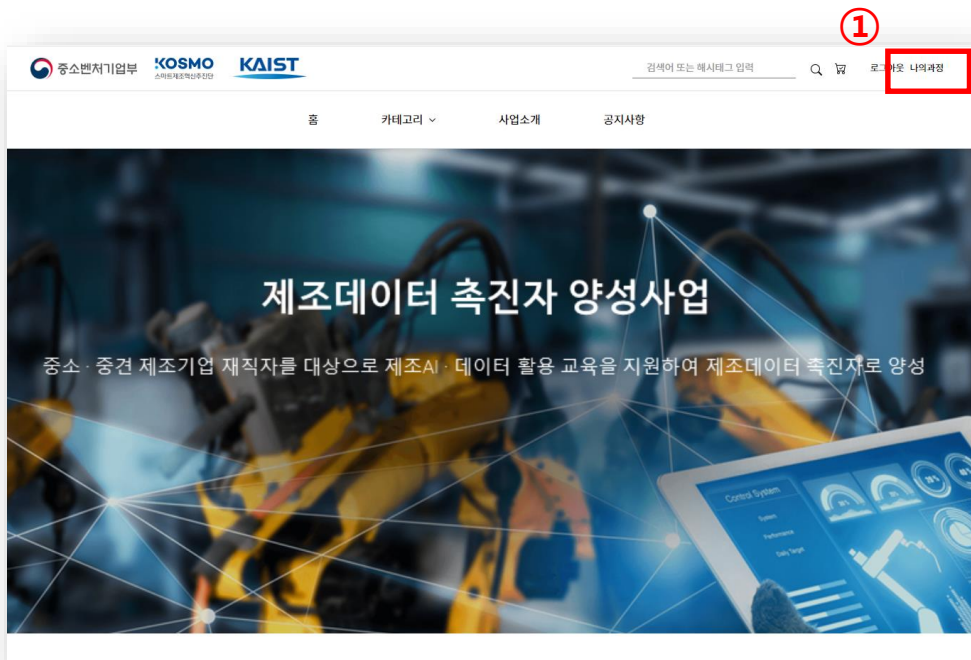 ①
중소벤처기업부 KOSMO 스마트제조혁신추진단 KAIST 검색어 또는 해시태그 입력 로그아웃 나의과정
홈 카테고리 사업소개 공지사항
제조데이터 촉진자 양성사업
중소 · 중견 제조기업 재직자를 대상으로 제조AI · 데이터 활용 교육을 지원하여 제조데이터 촉진자로 양성
Control System
System
Performance
Daily Target